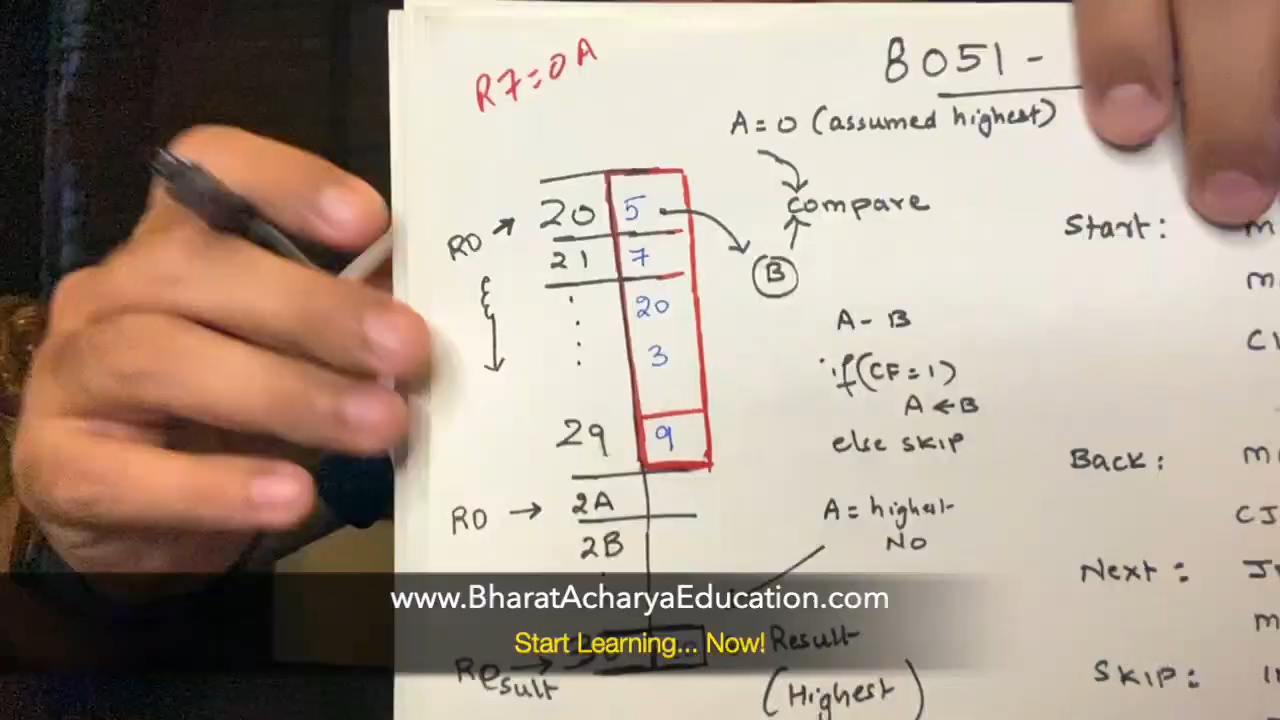 R7=0A
8051 -
A=0 (assumed highest)
compare
B
R0 → 20 5
21 7
20
3
29 9
R0 → 2A
2B
A - B
if(CF=1)
A ← B
else skip
A = highest
NO
Start:
Back:
CJ
Next:
SKIP:
www.BharatAcharyaEducation.com
Start Learning... Now!
Result →
Result
(Highest)